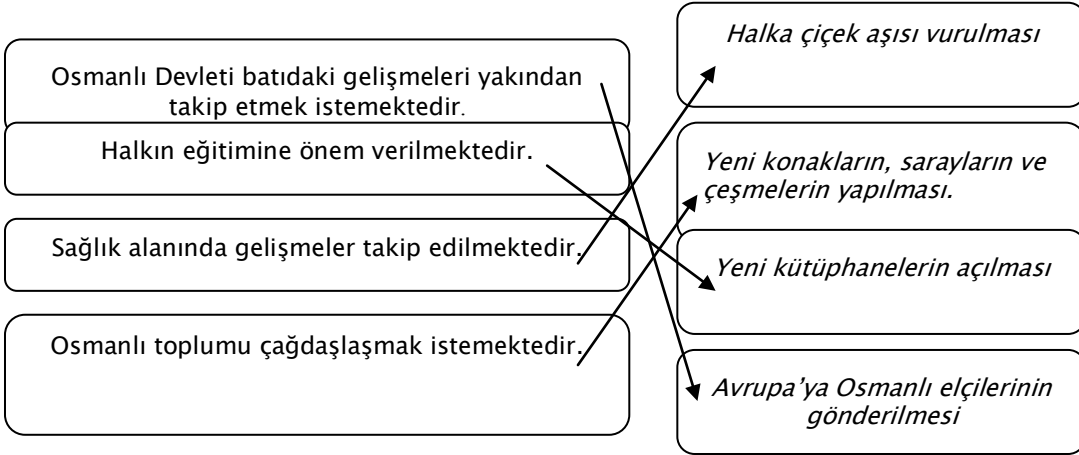 Osmanlı Devleti batıdaki gelişmeleri yakından
takip etmek istemektedir.
Halkın eğitimine önem verilmektedir.
Sağlık alanında gelişmeler takip edilmektedir.
Osmanlı toplumu çağdaşlaşmak istemektedir.
Halka çiçek aşısı vurulması
Yeni konakların, sarayların ve
çeşmelerin yapılması.
Yeni kütüphanelerin açılması
Avrupa’ya Osmanlı elçilerinin
gönderilmesi